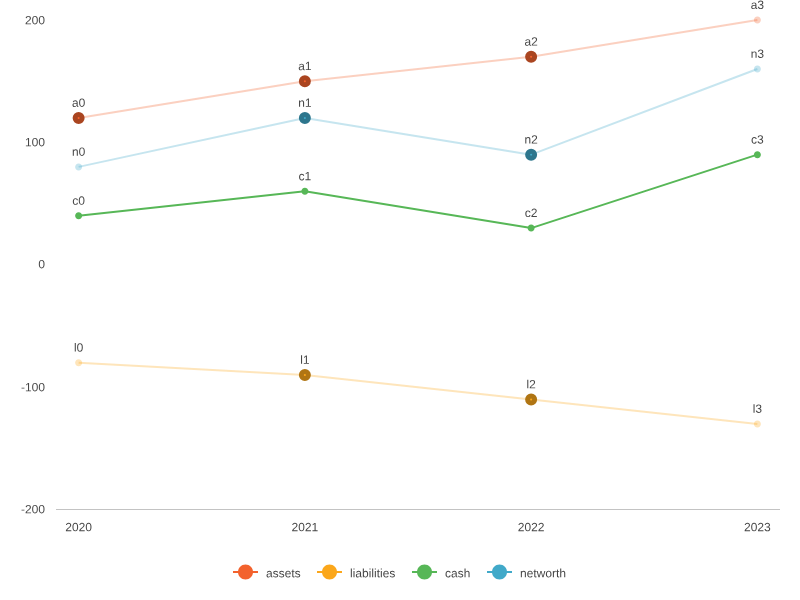 a3
200
a2
n3
a1
a0
n1
100
c3
n2
n0
c1
c2
c0
0
l0
l1
l2
-100
l3
-200
2020 2021 2022 2023
assets liabilities cash networth